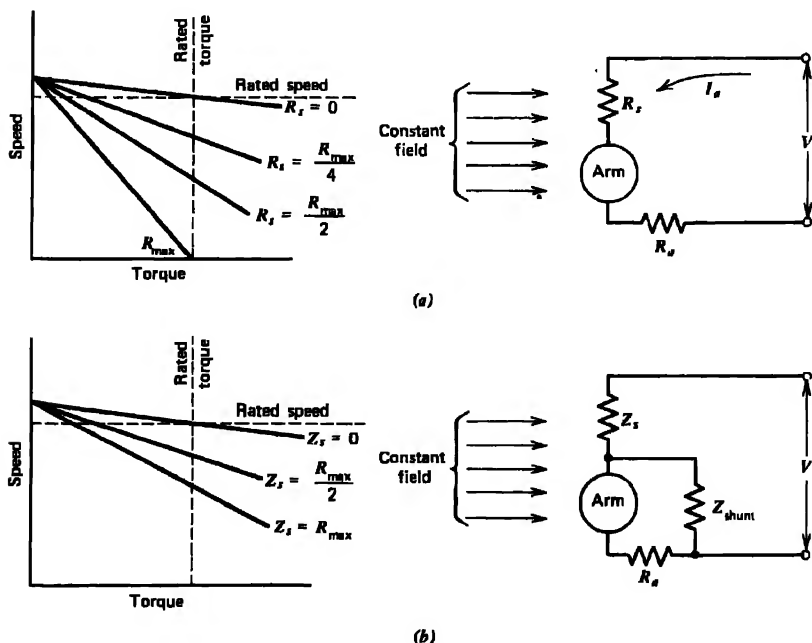 Rated
torque
Rated speed
R_s = 0
R_s = R_max/4
R_s = R_max/2
R_max
Speed
Torque
Constant
field
R_s
I_a
Arm
V
R_a
(a)
Rated
torque
Rated speed
Z_s = 0
Z_s = R_max/2
Z_s = R_max
Speed
Torque
Constant
field
Z_s
Arm
Z_shunt
V
R_a
(b)